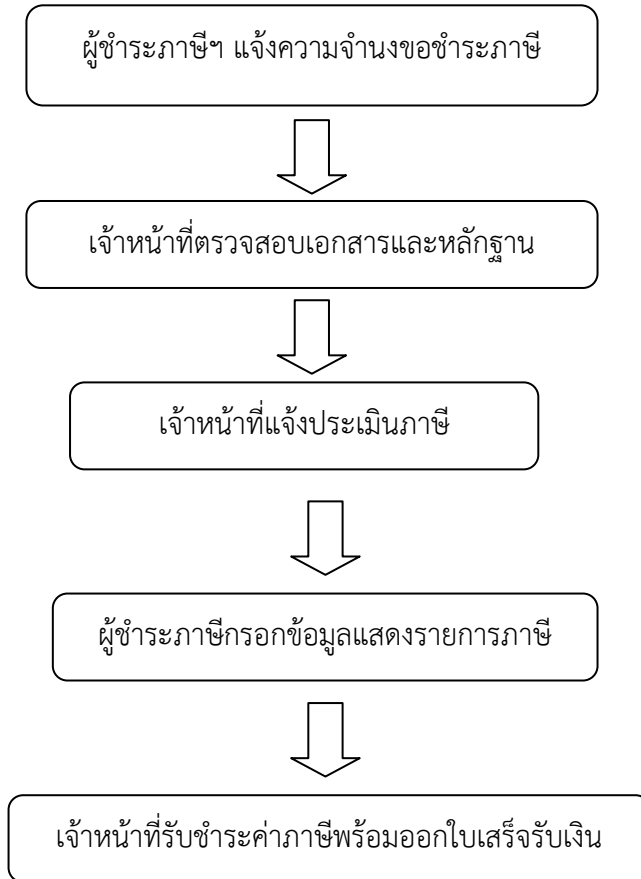 ผู้ชำระภาษีฯ แจ้งความจำนงขอชำระภาษี
เจ้าหน้าที่ตรวจสอบเอกสารและหลักฐาน
เจ้าหน้าที่แจ้งประเมินภาษี
ผู้ชำระภาษีกรอกข้อมูลแสดงรายการภาษี
เจ้าหน้าที่รับชำระค่าภาษีพร้อมออกใบเสร็จรับเงิน